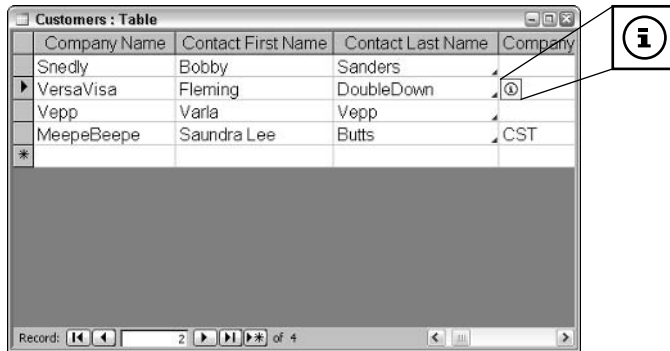 Customers : Table
Company Name Contact First Name Contact Last Name Company
Snedly Bobby Sanders
VersaVisa Fleming DoubleDown
Vepp Varla Vepp
MeepeBeepe Saundra Lee Butts CST
Record: 2 of 4